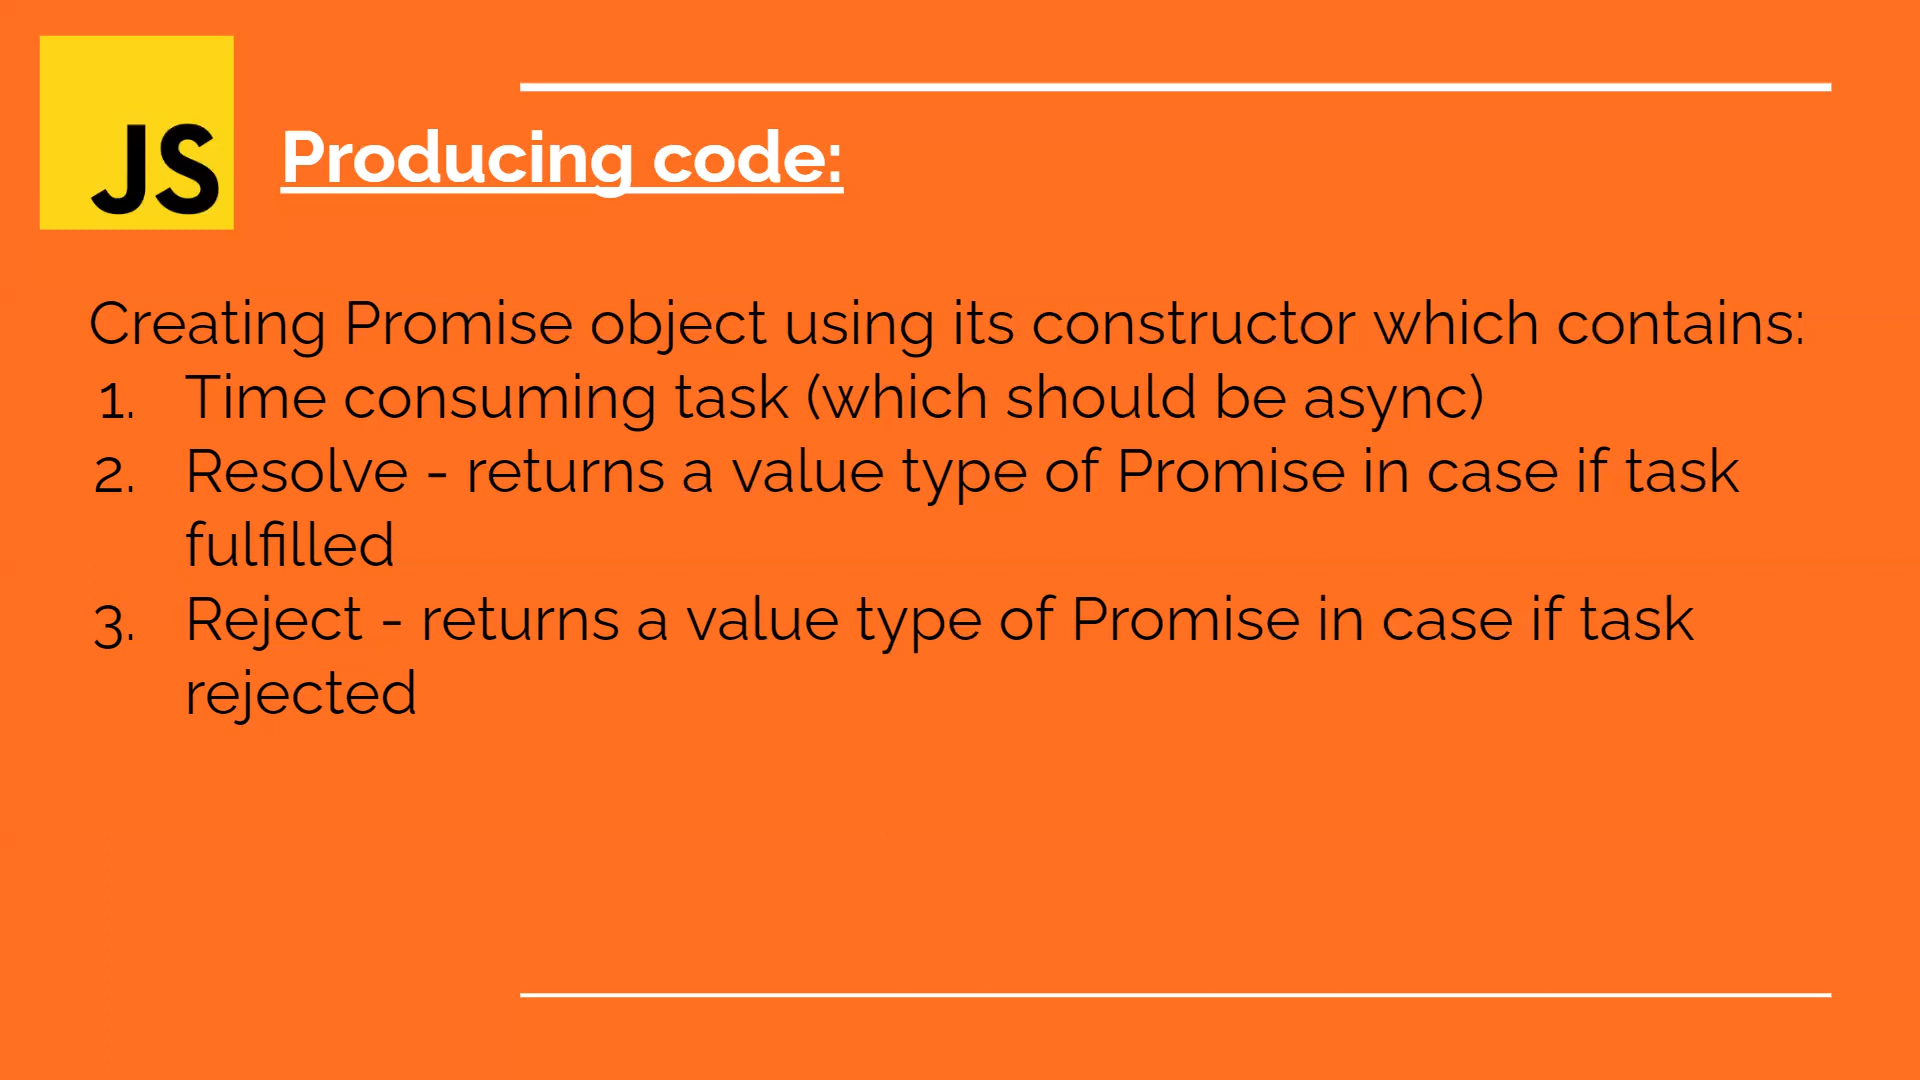 JS
Producing code:
Creating Promise object using its constructor which contains:
1. Time consuming task (which should be async)
2. Resolve - returns a value type of Promise in case if task
fulfilled
3. Reject - returns a value type of Promise in case if task
rejected